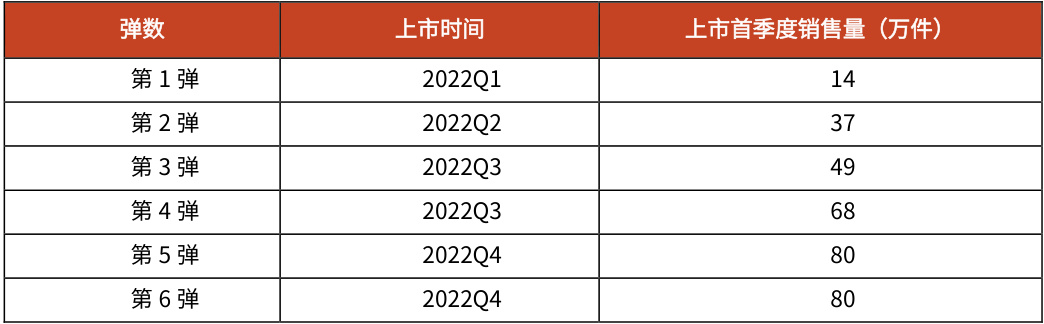 弹数 上市时间 上市首季度销售量（万件）
第 1 弹 2022Q1 14
第 2 弹 2022Q2 37
第 3 弹 2022Q3 49
第 4 弹 2022Q3 68
第 5 弹 2022Q4 80
第 6 弹 2022Q4 80